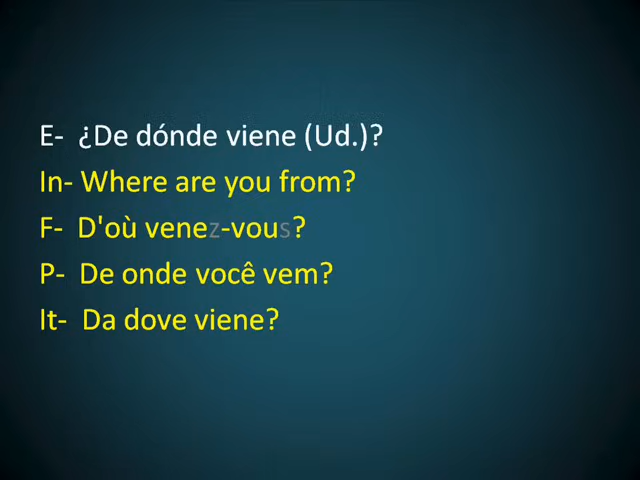 E- ¿De dónde viene (Ud.)?
In- Where are you from?
F- D'où venez-vous?
P- De onde você vem?
It- Da dove viene?